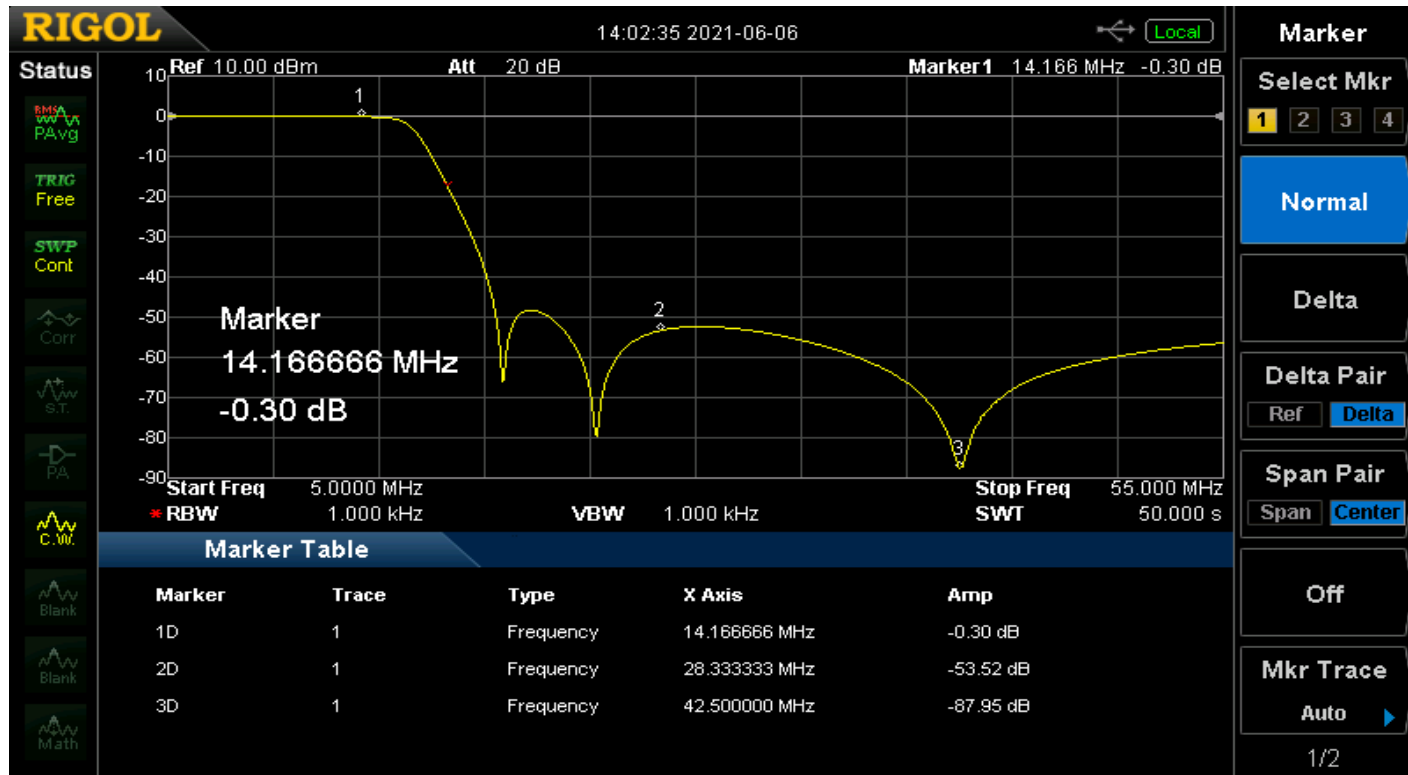 RIGOL
14:02:35 2021-06-06
Local
Marker
Status
Ref 10.00 dBm Att 20 dB Marker1 14.166 MHz -0.30 dB
Select Mkr
1 2 3 4
RMS
PAvg
TRIG
Free
SWP
Cont
Corr
S.T.
PA
C.W.
Blank
Blank
Math
10
0
-10
-20
-30
-40
-50
-60
-70
-80
-90
1
2
3
Marker
14.166666 MHz
-0.30 dB
Start Freq 5.0000 MHz Stop Freq 55.000 MHz
* RBW 1.000 kHz VBW 1.000 kHz SWT 50.000 s
Marker Table
Marker Trace Type X Axis Amp
1D 1 Frequency 14.166666 MHz -0.30 dB
2D 1 Frequency 28.333333 MHz -53.52 dB
3D 1 Frequency 42.500000 MHz -87.95 dB
Normal
Delta
Delta Pair
Ref Delta
Span Pair
Span Center
Off
Mkr Trace
Auto
1/2